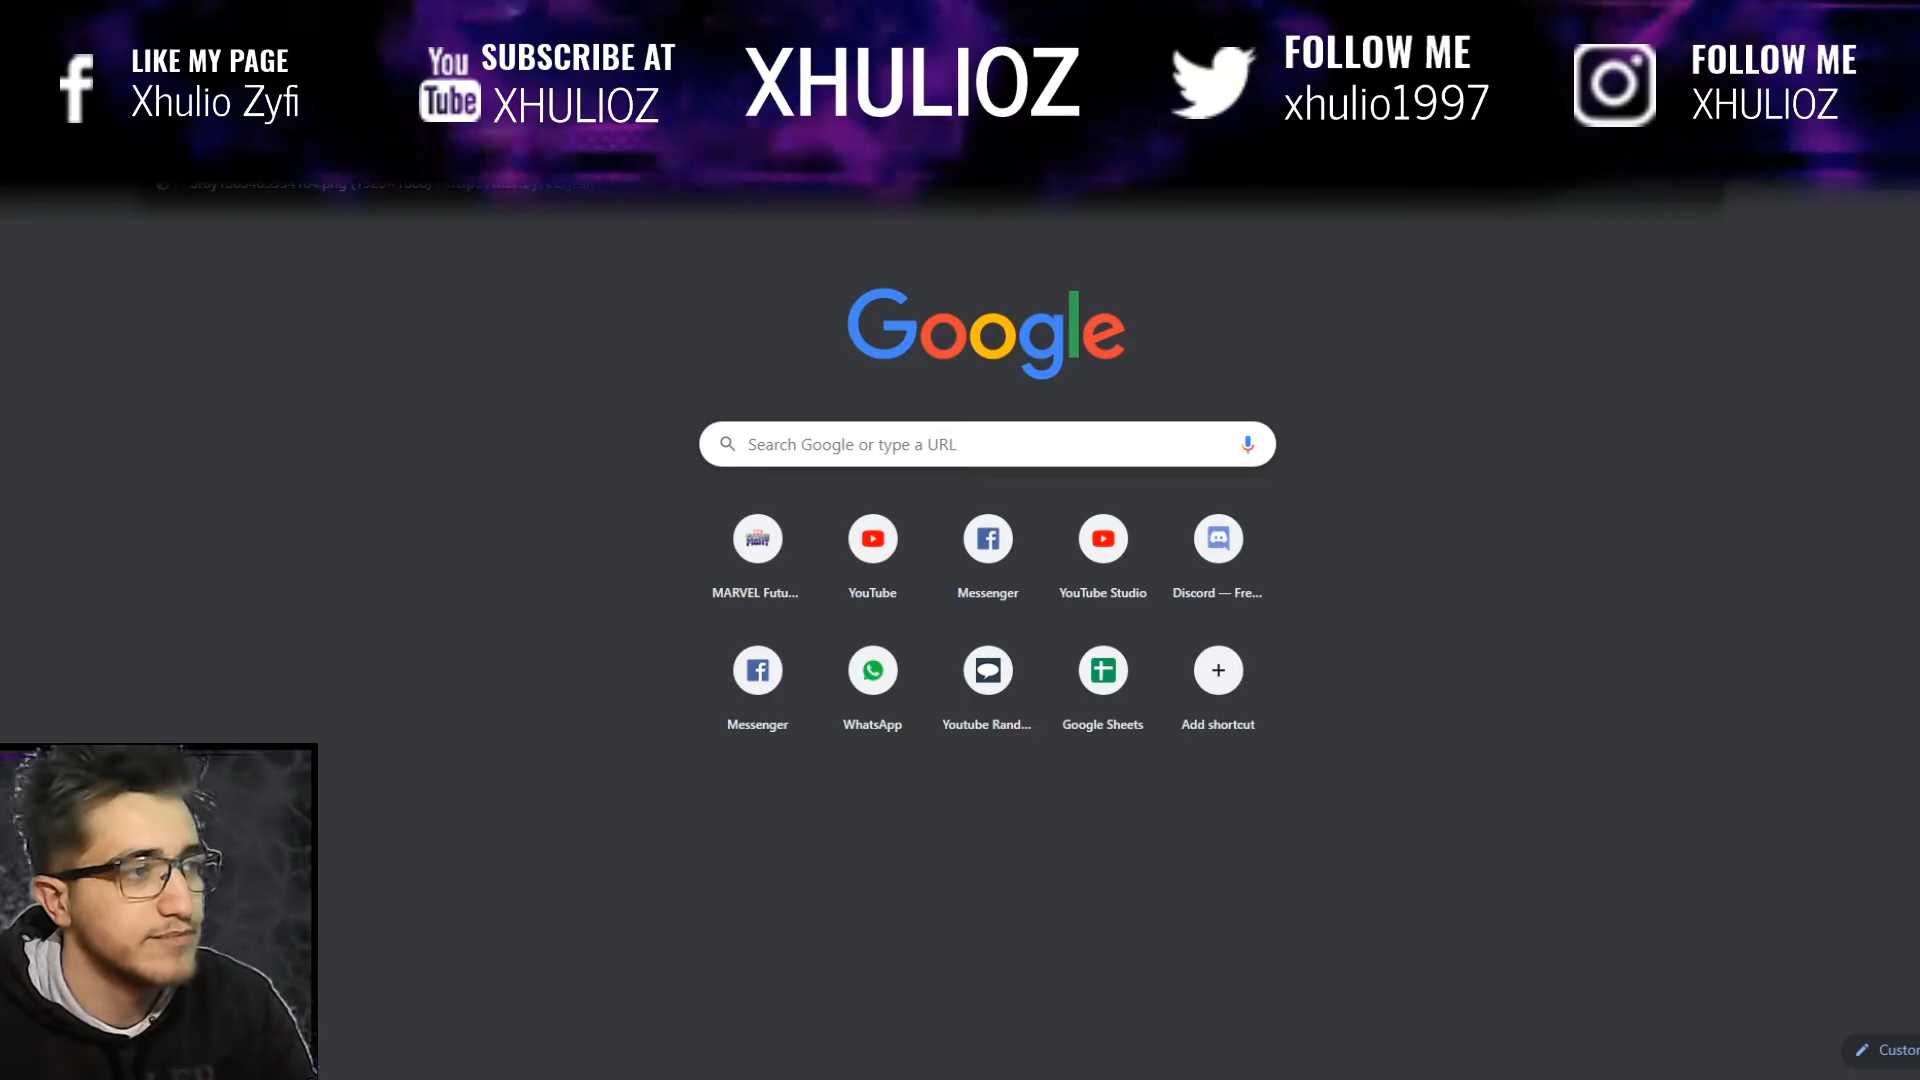 LIKE MY PAGE
Xhulio Zyfi
You
Tube
SUBSCRIBE AT
XHULIOZ
XHULIOZ
FOLLOW ME
xhulio1997
FOLLOW ME
XHULIOZ
Google
Search Google or type a URL
MARVEL Futu...
YouTube
Messenger
YouTube Studio
Discord — Fre...
Messenger
WhatsApp
Youtube Rand...
Google Sheets
Add shortcut
Custo